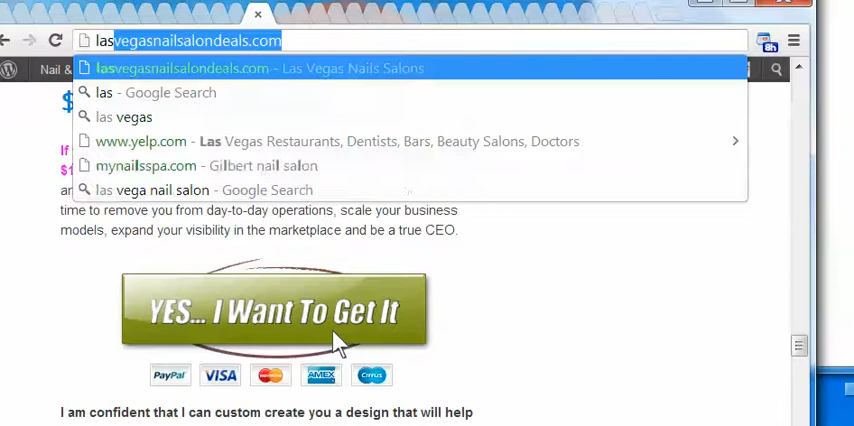 lasvegasnailsalondeals.com
8h
lasvegasnailsalondeals.com - Las Vegas Nails Salons
Nail &
las - Google Search
$
las vegas
www.yelp.com - Las Vegas Restaurants, Dentists, Bars, Beauty Salons, Doctors
If
mynailsspa.com - Gilbert nail salon
$1
las vega nail salon - Google Search
time to remove you from day-to-day operations, scale your business
models, expand your visibility in the marketplace and be a true CEO.
YES... I Want To Get It
PayPal VISA MasterCard AMEX Cirrus
I am confident that I can custom create you a design that will help